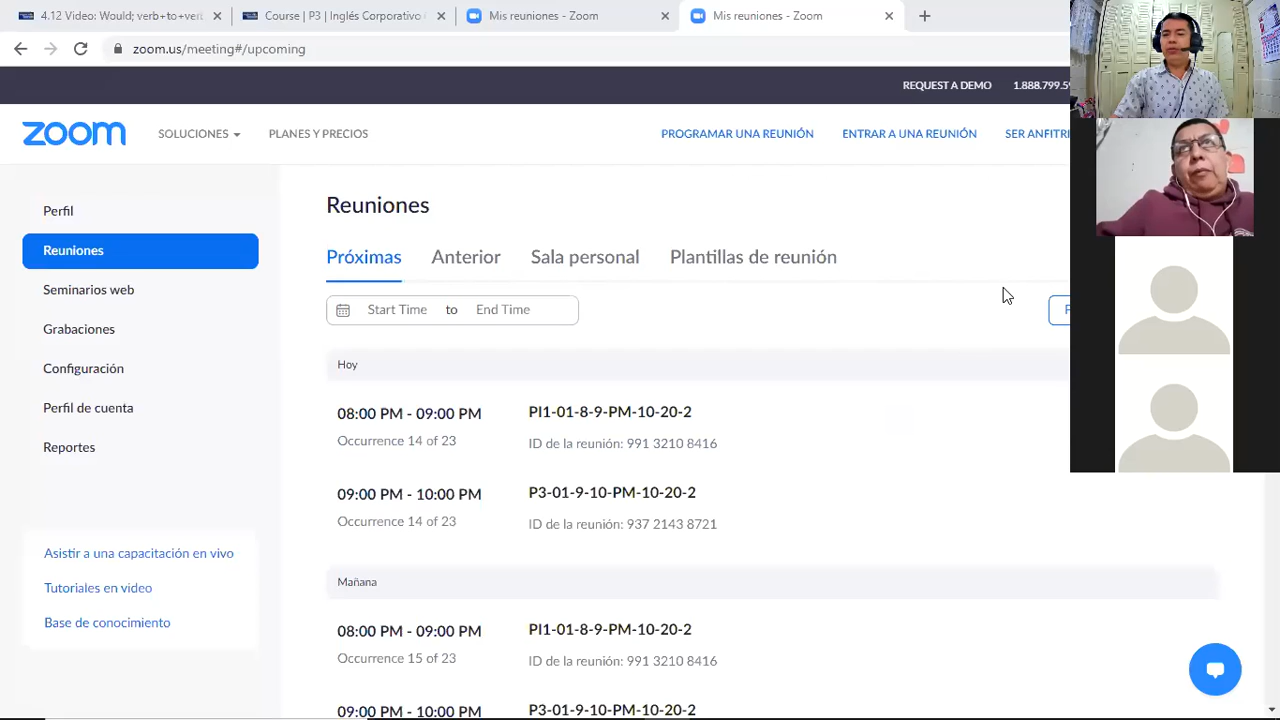 4.12 Video: Would; verb+to+verb
Course | P3 | Inglés Corporativo
Mis reuniones - Zoom
Mis reuniones - Zoom
zoom.us/meeting#/upcoming
REQUEST A DEMO
1.888.799.59
zoom
SOLUCIONES
PLANES Y PRECIOS
PROGRAMAR UNA REUNIÓN
ENTRAR A UNA REUNIÓN
SER ANFITRI
Perfil
Reuniones
Seminarios web
Grabaciones
Configuración
Perfil de cuenta
Reportes
Asistir a una capacitación en vivo
Tutoriales en video
Base de conocimiento
Reuniones
Próximas
Anterior
Sala personal
Plantillas de reunión
Start Time to End Time
Hoy
08:00 PM - 09:00 PM
PI1-01-8-9-PM-10-20-2
Occurrence 14 of 23
ID de la reunión: 991 3210 8416
09:00 PM - 10:00 PM
P3-01-9-10-PM-10-20-2
Occurrence 14 of 23
ID de la reunión: 937 2143 8721
Mañana
08:00 PM - 09:00 PM
PI1-01-8-9-PM-10-20-2
Occurrence 15 of 23
ID de la reunión: 991 3210 8416
09:00 PM - 10:00 PM
P3-01-9-10-PM-10-20-2